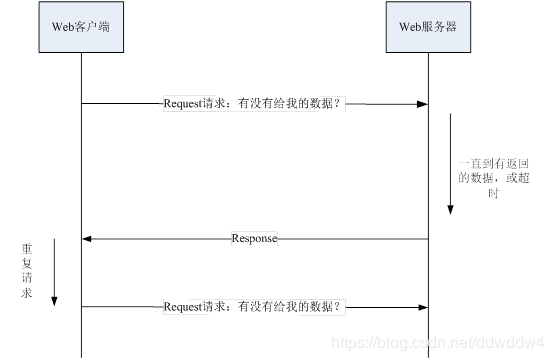 Web客户端
Web服务器
Request请求：有没有给我的数据？
一直到有返回
的数据，或超
时
Response
重
复
请
求
Request请求：有没有给我的数据？
https://blog.csdn.net/ddwddw4